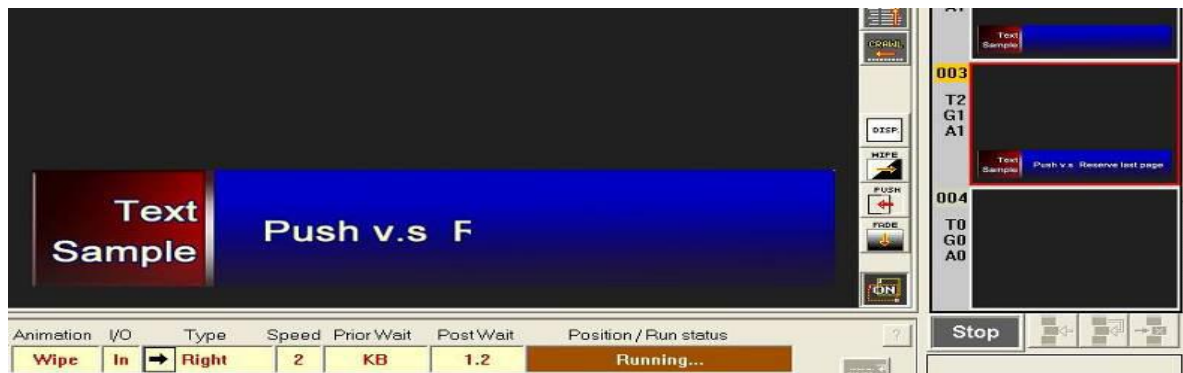 CRAWL
Text
Sample
003
T2
G1
A1
DISP.
WIPE
Text
Sample
Push v.s Reserve last page
PUSH
004
Text
Sample
Push v.s
FADE
T0
G0
A0
ON
Animation I/O Type Speed Prior Wait Post Wait Position / Run status ?
Stop
Wipe In Right 2 KB 1.2 Running...